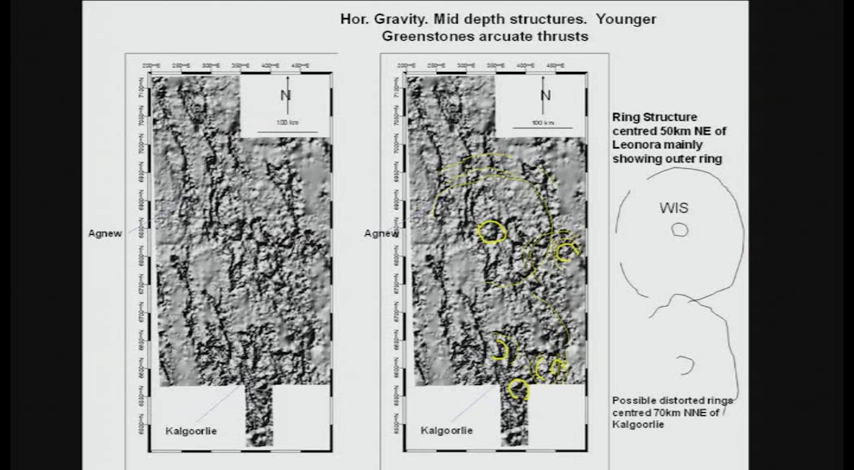 Hor. Gravity. Mid depth structures. Younger
Greenstones arcuate thrusts
N
100 km
Agnew
Kalgoorlie
N
100 km
Agnew
Kalgoorlie
Ring Structure
centred 50km NE of
Leonora mainly
showing outer ring
WIS
Possible distorted rings
centred 70km NNE of
Kalgoorlie